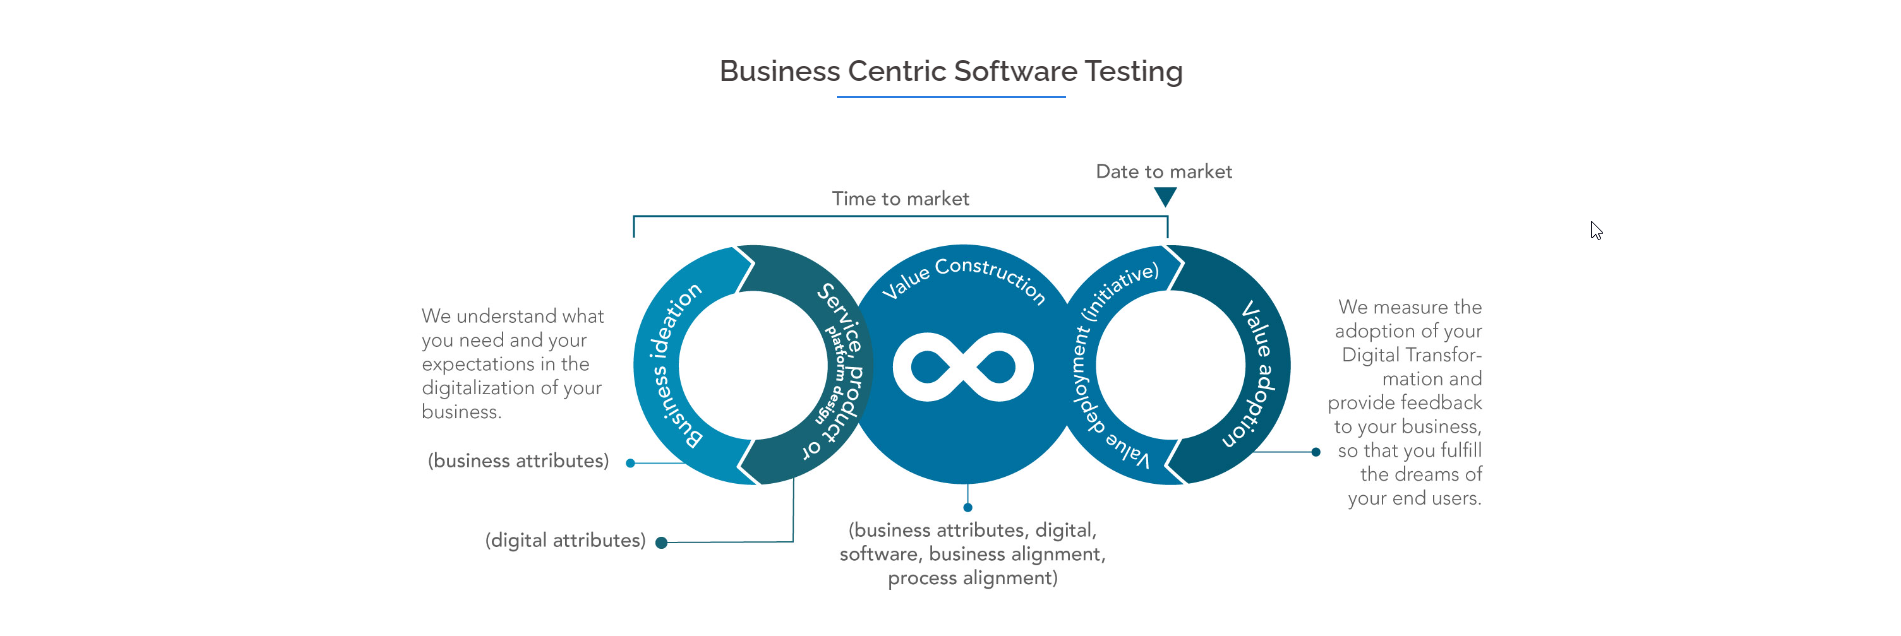 Business Centric Software Testing
Date to market
Time to market
We understand what
you need and your
expectations in the
digitalization of your
business.
(business attributes)
(digital attributes)
Business ideation
Service, product or
platform design
Value Construction
(business attributes, digital,
software, business alignment,
process alignment)
Value deployment (initiative)
Value adoption
We measure the
adoption of your
Digital Transfor-
mation and
provide feedback
to your business,
so that you fulfill
the dreams of
your end users.